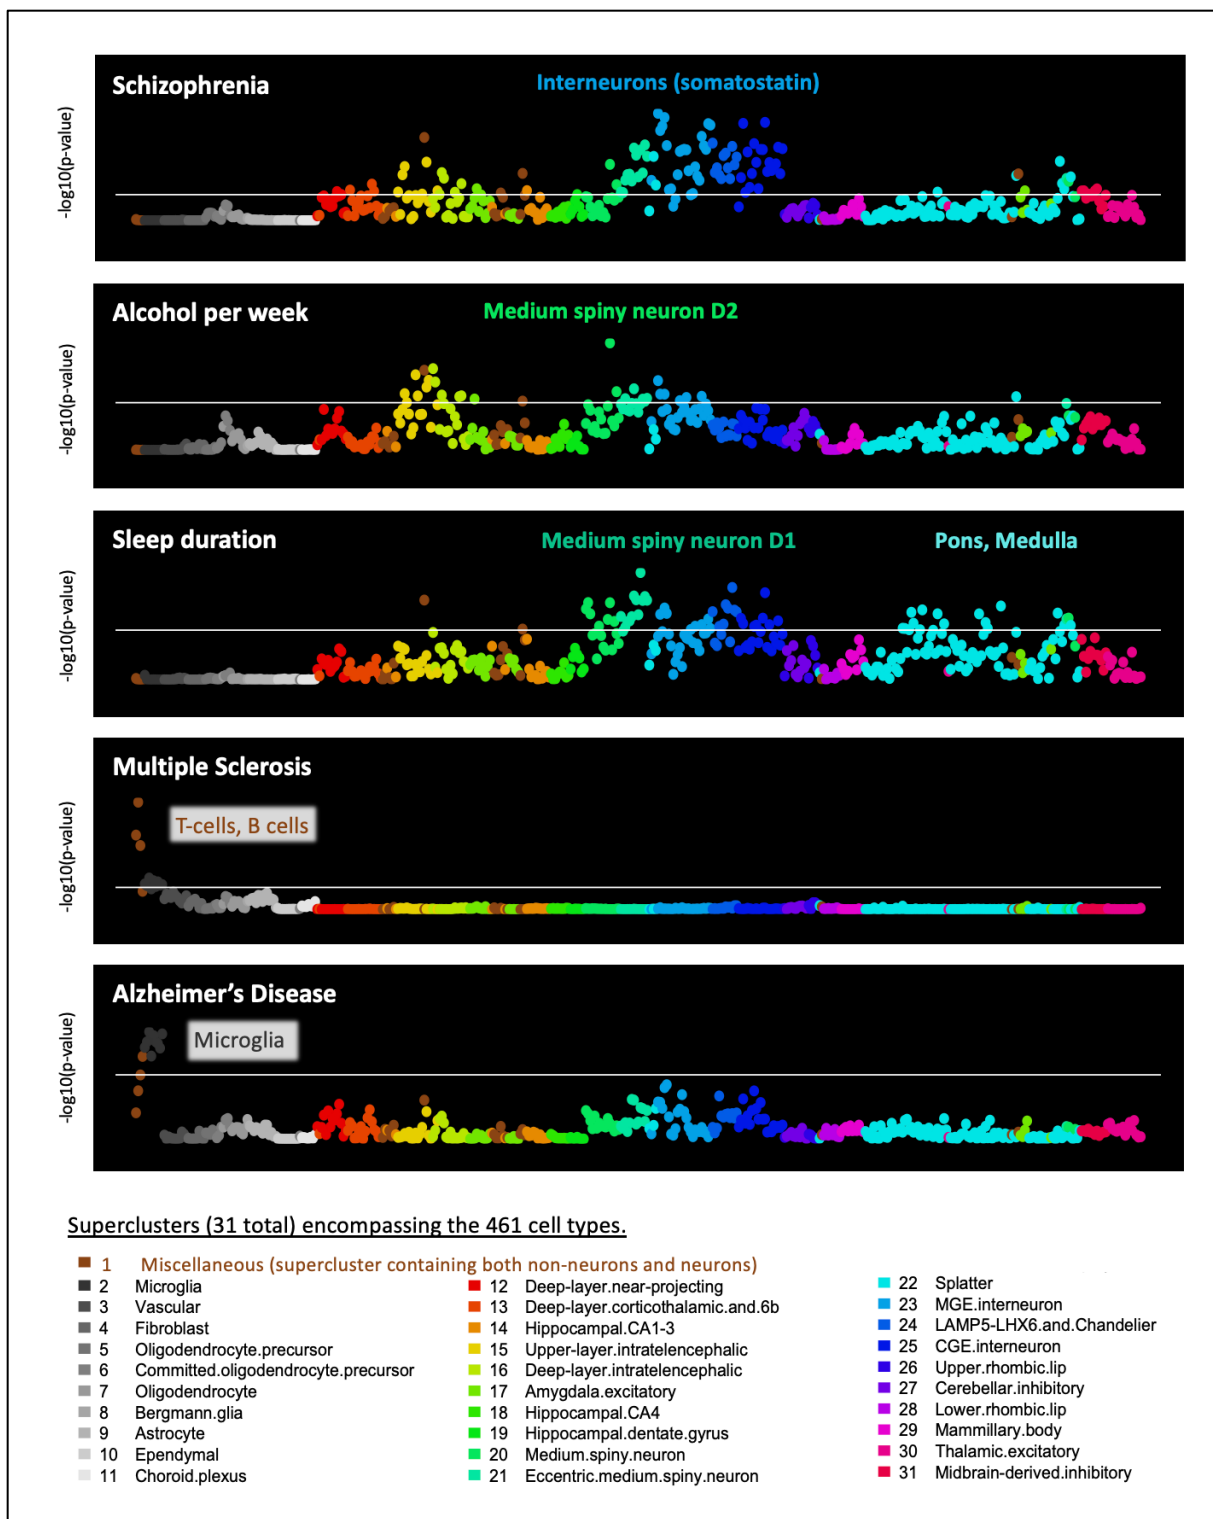 Schizophrenia
Interneurons (somatostatin)
-log10(p-value)
Alcohol per week
Medium spiny neuron D2
-log10(p-value)
Sleep duration
Medium spiny neuron D1
Pons, Medulla
-log10(p-value)
Multiple Sclerosis
T-cells, B cells
-log10(p-value)
Alzheimer's Disease
Microglia
-log10(p-value)
Superclusters (31 total) encompassing the 461 cell types.
1 Miscellaneous (supercluster containing both non-neurons and neurons)
2 Microglia
3 Vascular
4 Fibroblast
5 Oligodendrocyte.precursor
6 Committed.oligodendrocyte.precursor
7 Oligodendrocyte
8 Bergmann.glia
9 Astrocyte
10 Ependymal
11 Choroid.plexus
12 Deep-layer.near-projecting
13 Deep-layer.corticothalamic.and.6b
14 Hippocampal.CA1-3
15 Upper-layer.intratelencephalic
16 Deep-layer.intratelencephalic
17 Amygdala.excitatory
18 Hippocampal.CA4
19 Hippocampal.dentate.gyrus
20 Medium.spiny.neuron
21 Eccentric.medium.spiny.neuron
22 Splatter
23 MGE.interneuron
24 LAMP5-LHX6.and.Chandelier
25 CGE.interneuron
26 Upper.rhombic.lip
27 Cerebellar.inhibitory
28 Lower.rhombic.lip
29 Mammillary.body
30 Thalamic.excitatory
31 Midbrain-derived.inhibitory